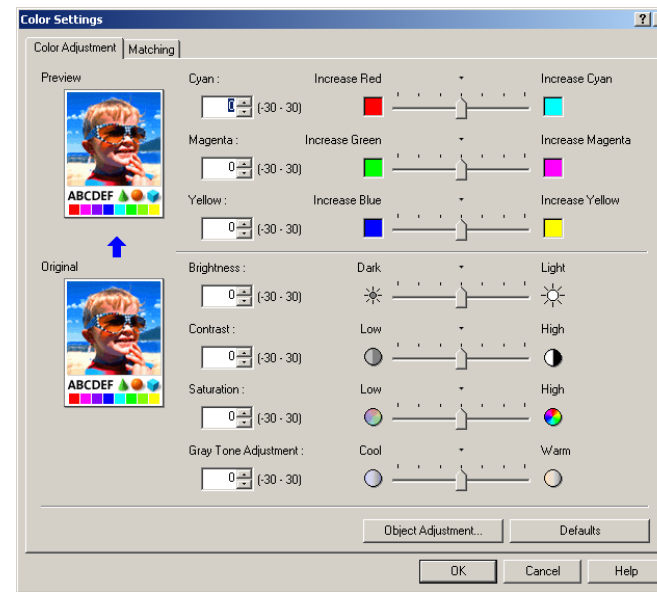 Color Settings
Color Adjustment Matching
Preview
Cyan : Increase Red Increase Cyan
0 (-30 - 30)
Magenta : Increase Green Increase Magenta
0 (-30 - 30)
ABCDEF
Yellow : Increase Blue Increase Yellow
0 (-30 - 30)
Original
Brightness : Dark Light
0 (-30 - 30)
Contrast : Low High
0 (-30 - 30)
ABCDEF
Saturation : Low High
0 (-30 - 30)
Gray Tone Adjustment : Cool Warm
0 (-30 - 30)
Object Adjustment... Defaults
OK Cancel Help